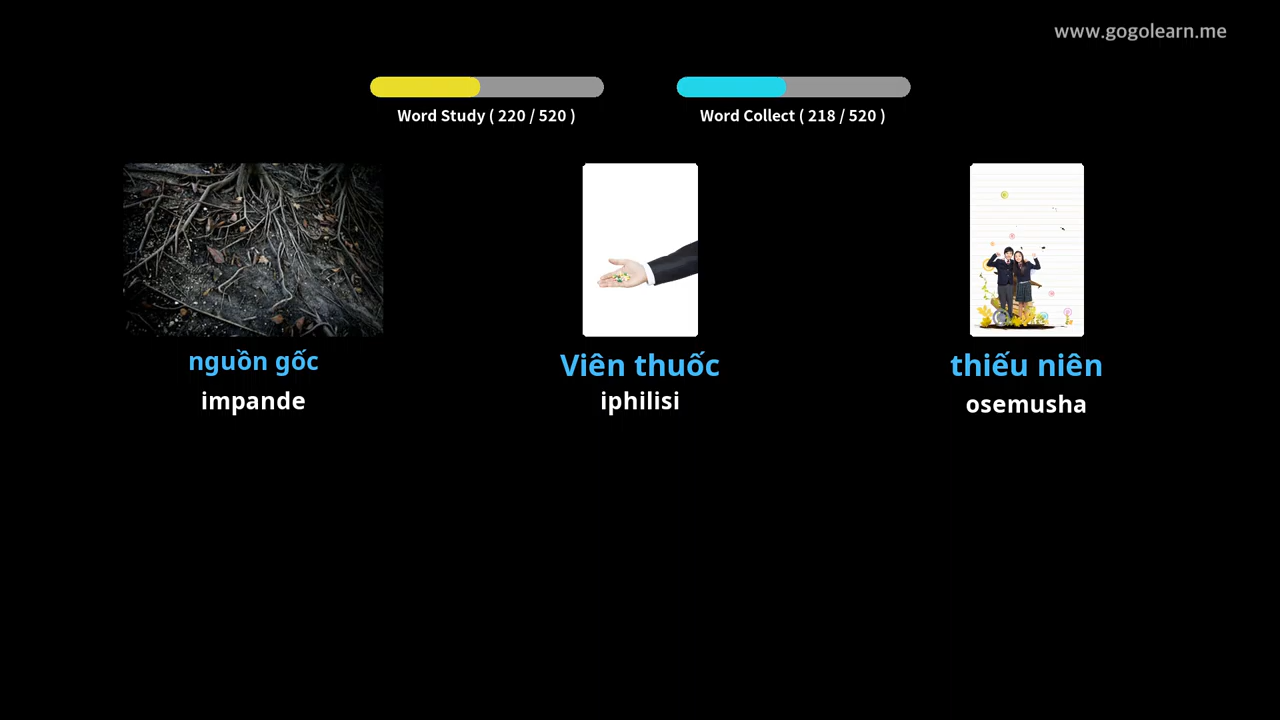 www.gogolearn.me
Word Study ( 220 / 520 )
Word Collect ( 218 / 520 )
nguồn gốc
Viên thuốc
thiếu niên
impande
iphilisi
osemusha